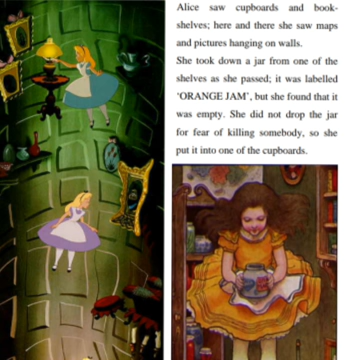 Alice saw cupboards and book-
shelves; here and there she saw maps
and pictures hanging on walls.
She took down a jar from one of the
shelves as she passed; it was labelled
‘ORANGE JAM’, but she found that it
was empty. She did not drop the jar
for fear of killing somebody, so she
put it into one of the cupboards.